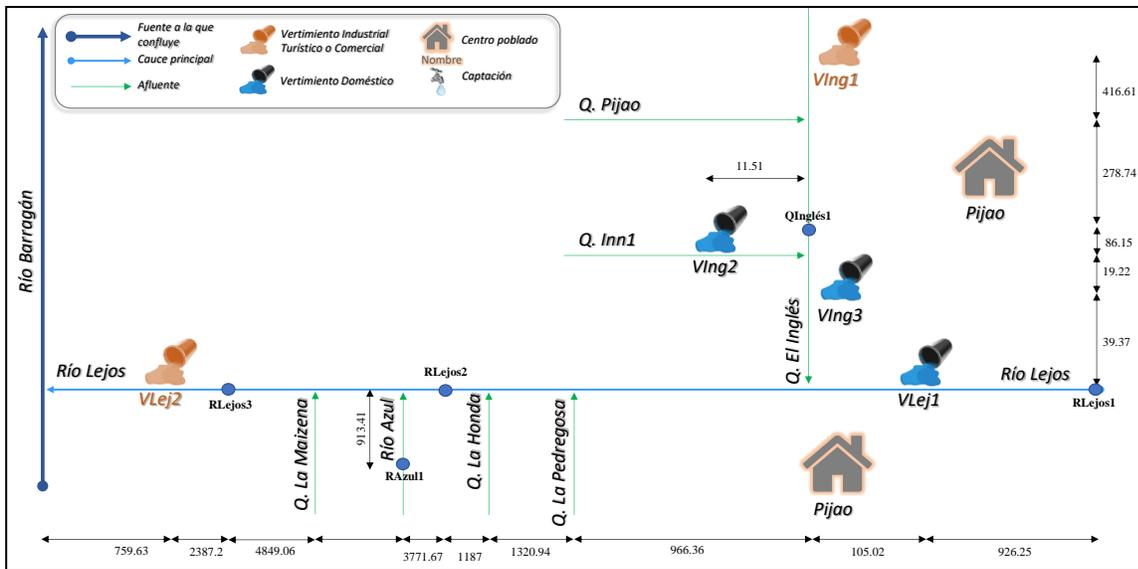 Fuente a la que
confluye
Cauce principal
Afluente
Vertimiento Industrial
Turístico o Comercial
Vertimiento Doméstico
Nombre
Centro poblado
Captación
VIng1
416.61
Q. Pijao
278.74
11.51
Pijao
QInglés1
Q. Inn1
VIng2
86.15
19.22
VIng3
Río Barragán
Q. El Inglés
39.37
Río Lejos
RLejos2
Río Lejos
VLej2
RLejos3
VLej1
RLejos1
Q. La Maizena
913.41
Río Azul
RAzul1
Q. La Honda
Q. La Pedregosa
Pijao
759.63
2387.2
4849.06
3771.67
1187
1320.94
966.36
105.02
926.25